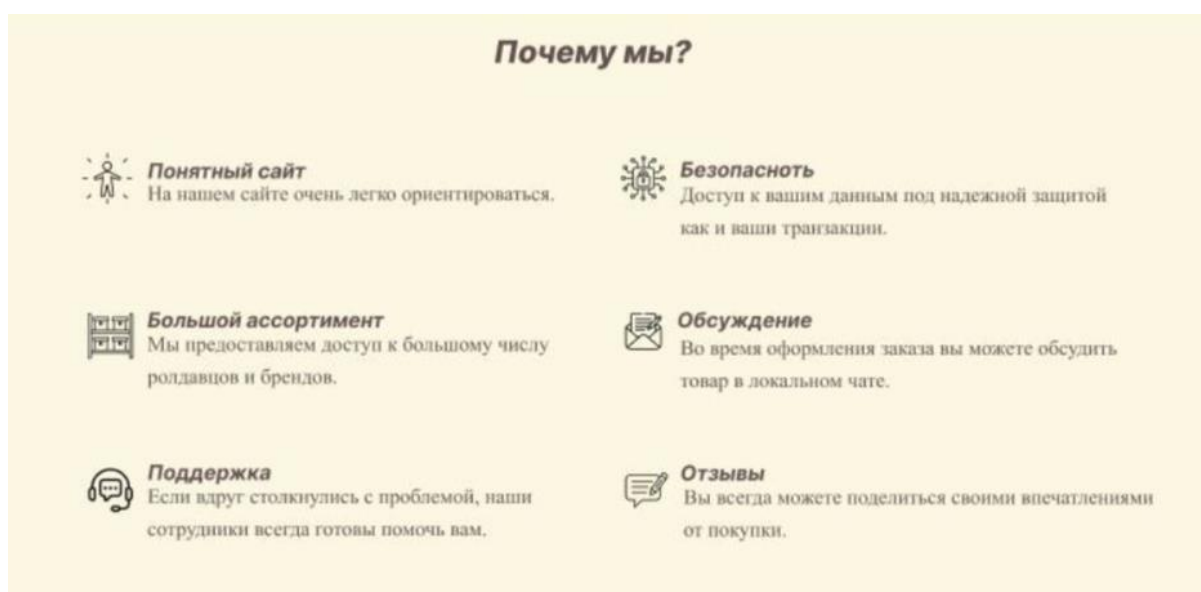 Почему мы?
Понятный сайт
На нашем сайте очень легко ориентироваться.
Безопасноть
Доступ к вашим данным под надежной защитой
как и ваши транзакции.
Большой ассортимент
Мы предоставляем доступ к большому числу
ролдавцов и брендов.
Обсуждение
Во время оформления заказа вы можете обсудить
товар в локальном чате.
Поддержка
Если вдруг столкнулись с проблемой, наши
сотрудники всегда готовы помочь вам.
Отзывы
Вы всегда можете поделиться своими впечатлениями
от покупки.